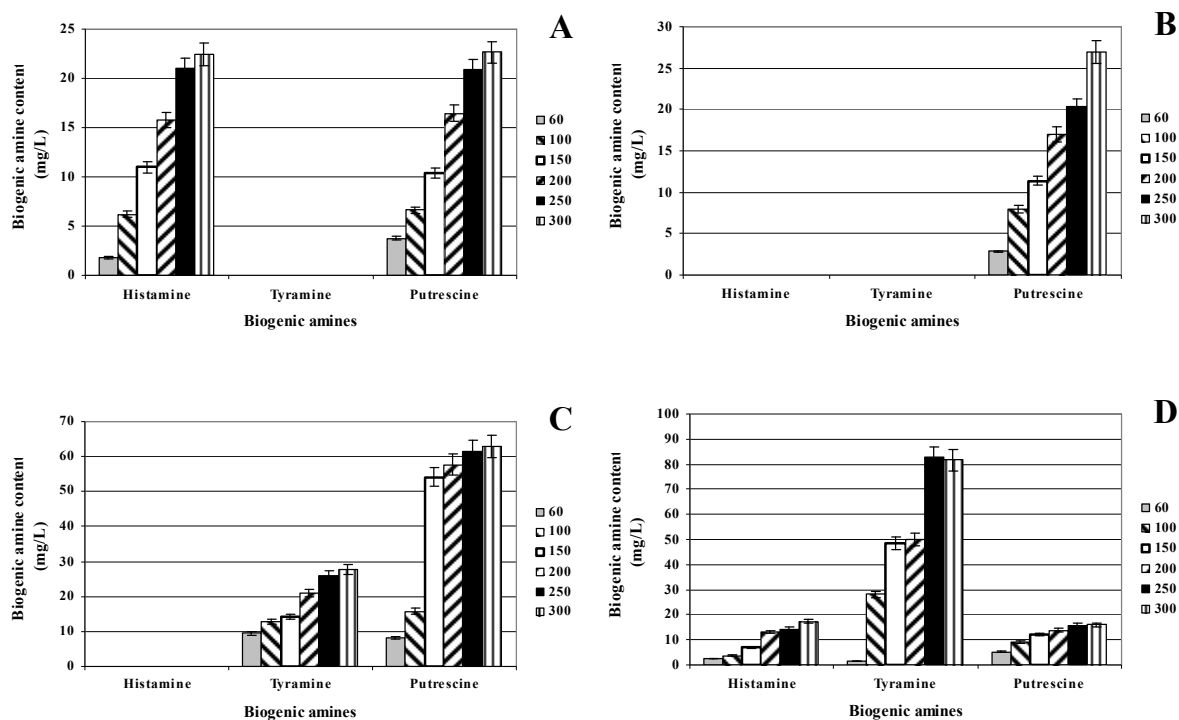 A
Biogenic amine content
(mg/L)
25
20
15
10
5
0
Histamine Tyramine Putrescine
Biogenic amines
60
100
150
200
250
300
B
Biogenic amine content
(mg/L)
30
25
20
15
10
5
0
Histamine Tyramine Putrescine
Biogenic amines
60
100
150
200
250
300
C
Biogenic amine content
(mg/L)
70
60
50
40
30
20
10
0
Histamine Tyramine Putrescine
Biogenic amines
60
100
150
200
250
300
D
Biogenic amine content
(mg/L)
100
90
80
70
60
50
40
30
20
10
0
Histamine Tyramine Putrescine
Biogenic amines
60
100
150
200
250
300